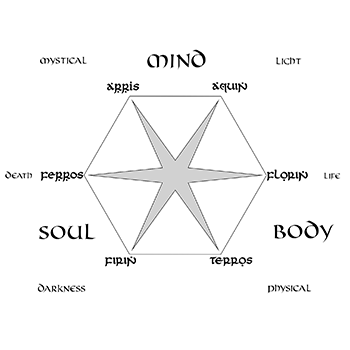 MYSTICAL MIND LIGHT
ARRIS AQUIN
DEATH FERROS FLORIN LIFE
SOUL BODY
FIRIN TERROS
DARKNESS PHYSICAL